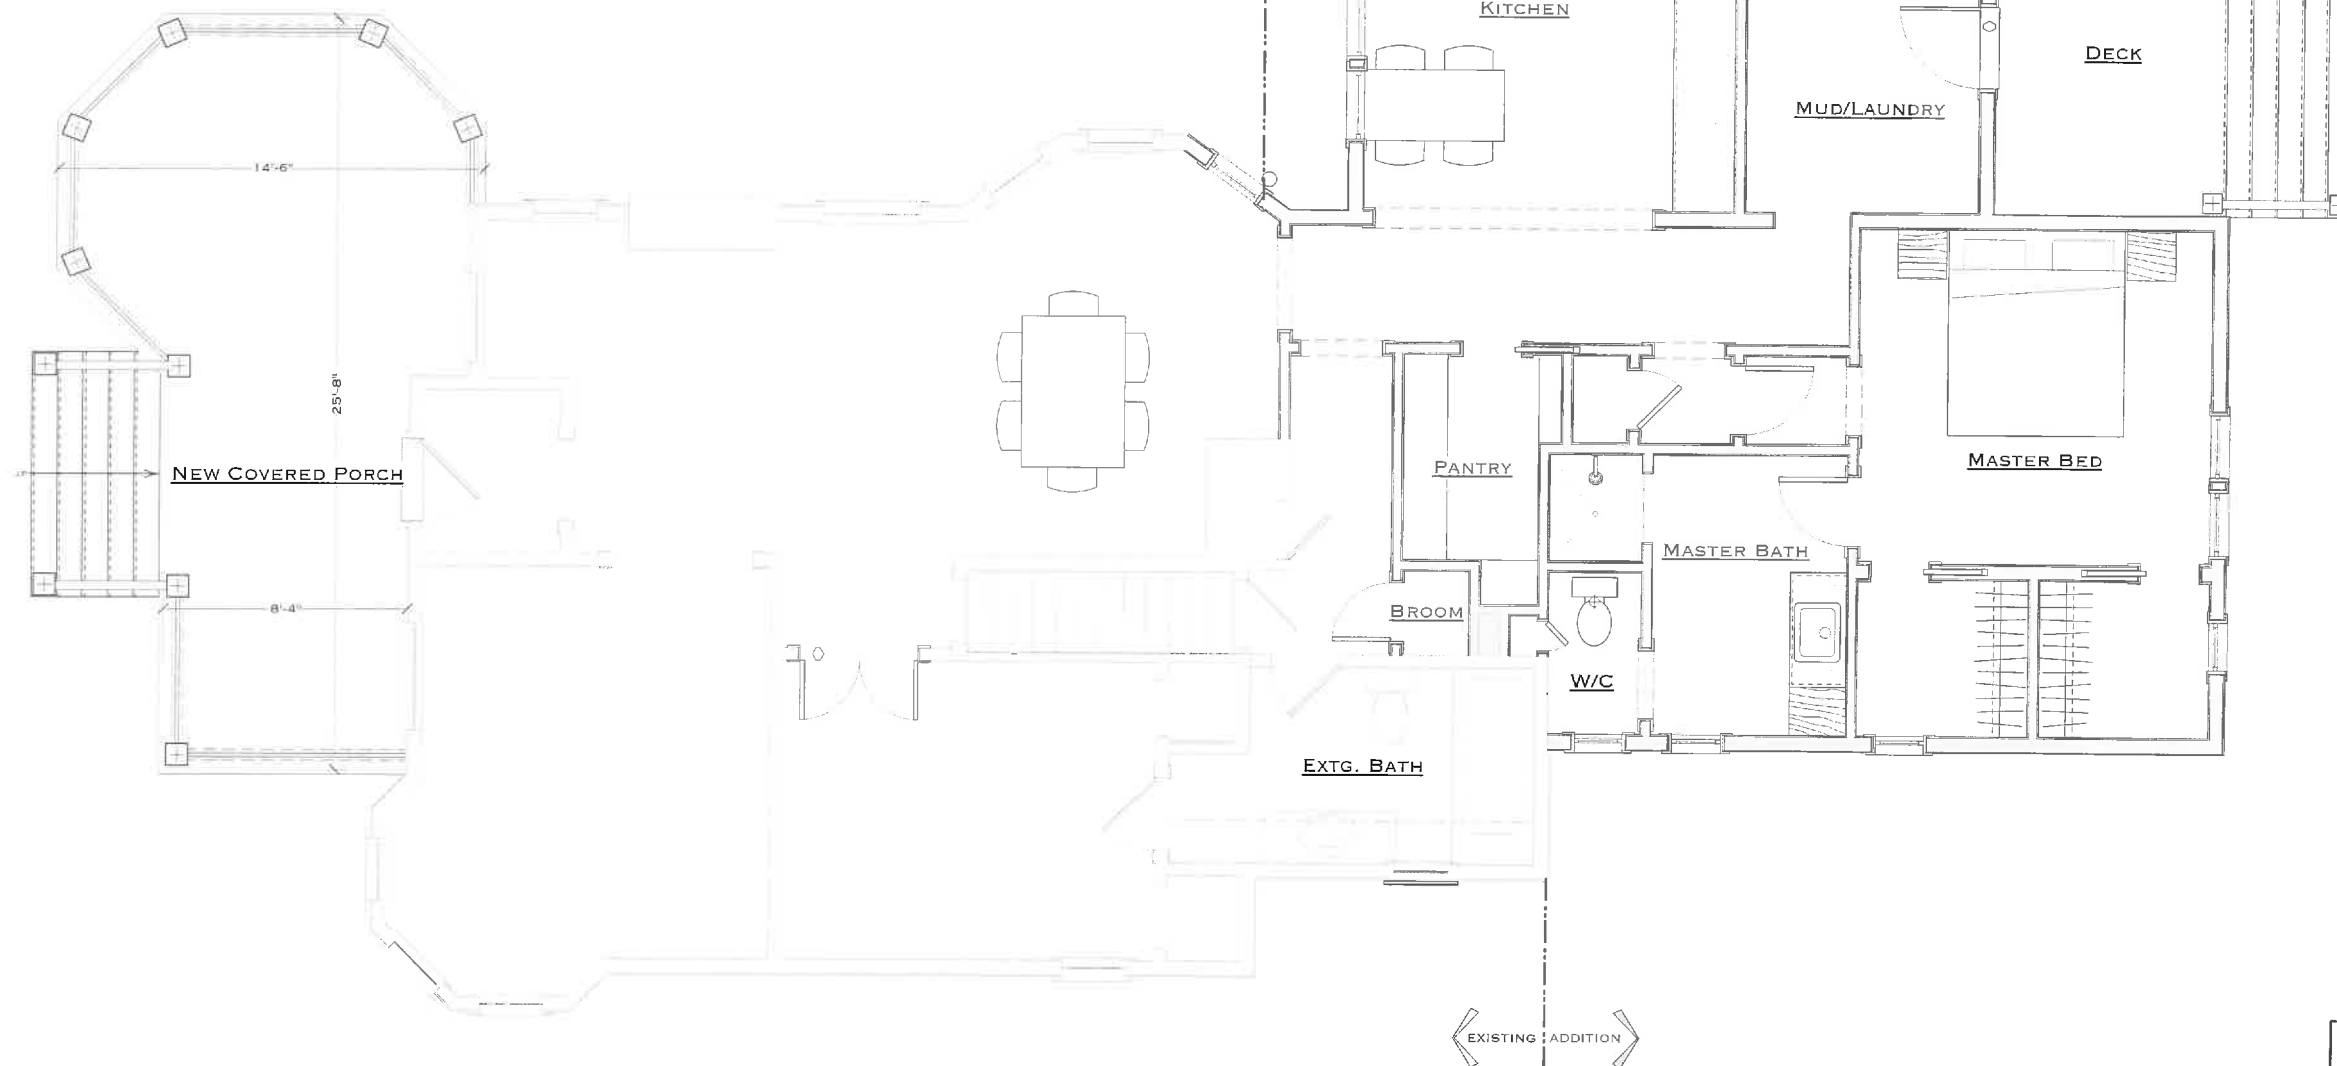 KITCHEN
DECK
MUD/LAUNDRY
14'-6"
25'-8"
NEW COVERED PORCH
PANTRY
MASTER BED
MASTER BATH
8'-4"
BROOM
W/C
EXTG. BATH
EXISTING
ADDITION